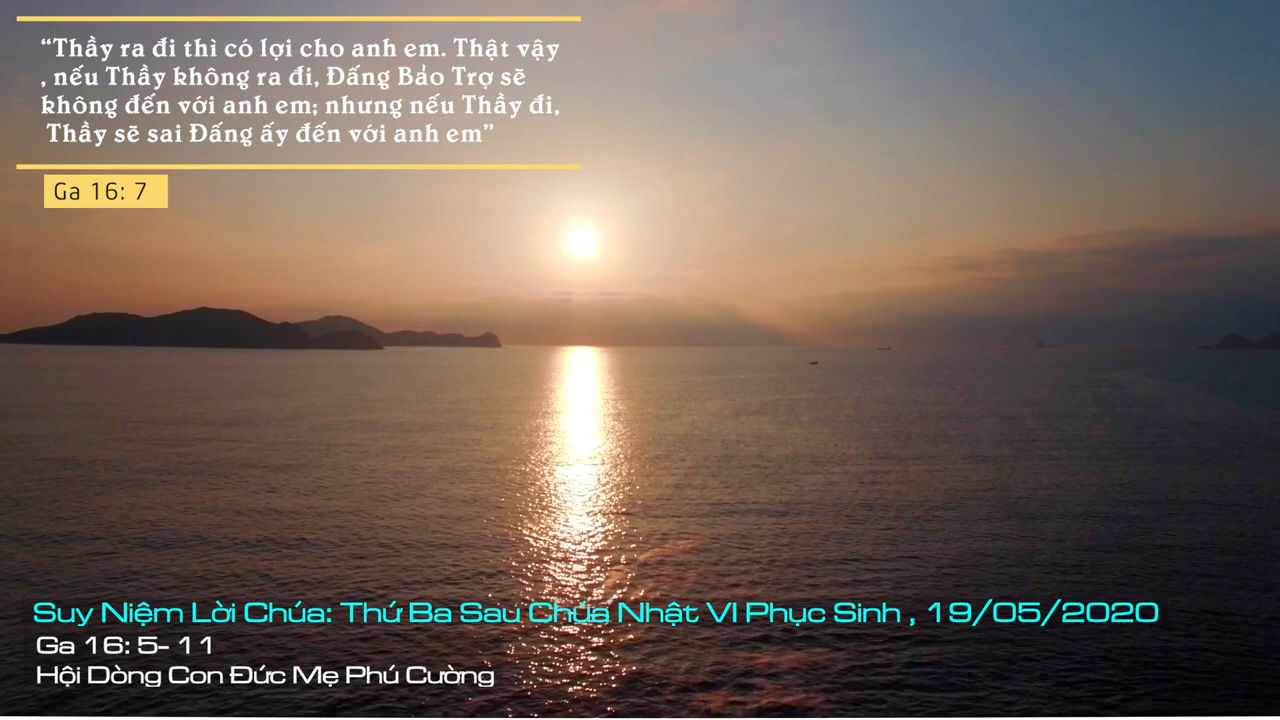 “Thầy ra đi thì có lợi cho anh em. Thật vậy
, nếu Thầy không ra đi, Đấng Bảo Trợ sẽ
không đến với anh em; nhưng nếu Thầy đi,
Thầy sẽ sai Đấng ấy đến với anh em”
Ga 16: 7
Suy Niệm Lời Chúa: Thứ Ba Sau Chúa Nhật VI Phục Sinh , 19/05/2020
Ga 16: 5- 11
Hội Dòng Con Đức Mẹ Phú Cường